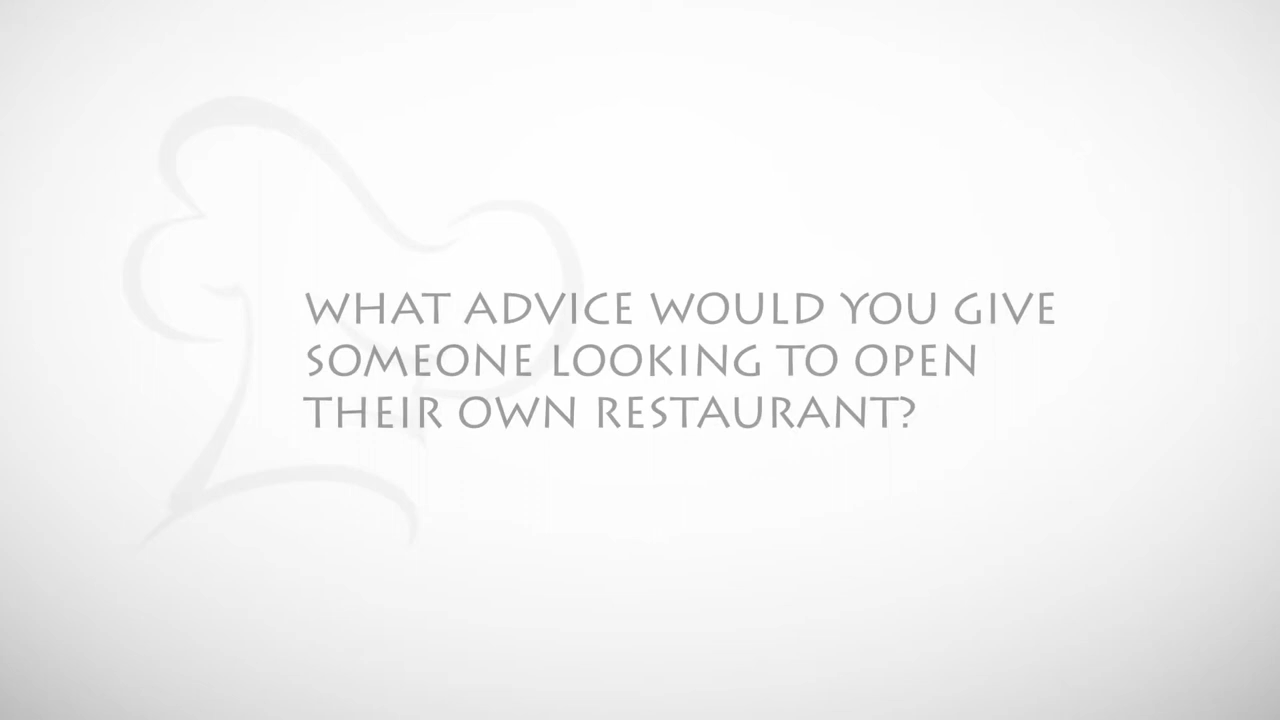 WHAT ADVICE WOULD YOU GIVE
SOMEONE LOOKING TO OPEN
THEIR OWN RESTAURANT?